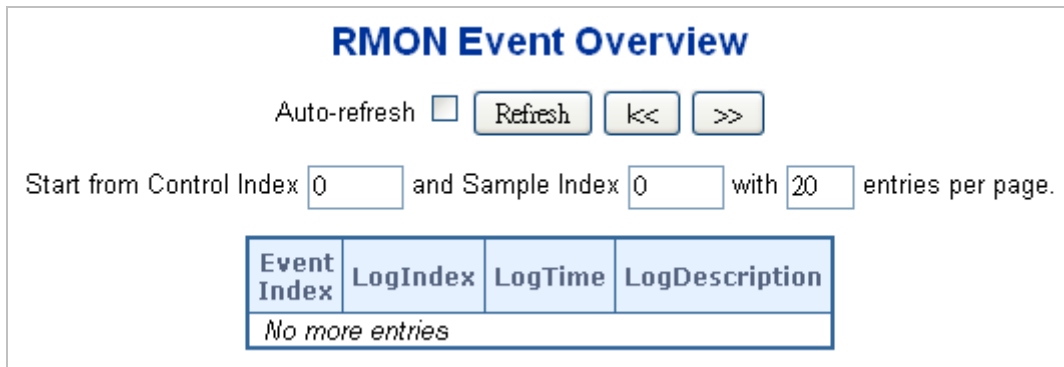 RMON Event Overview
Auto-refresh Refresh |<< >>
Start from Control Index 0 and Sample Index 0 with 20 entries per page.
Event Index LogIndex LogTime LogDescription
No more entries